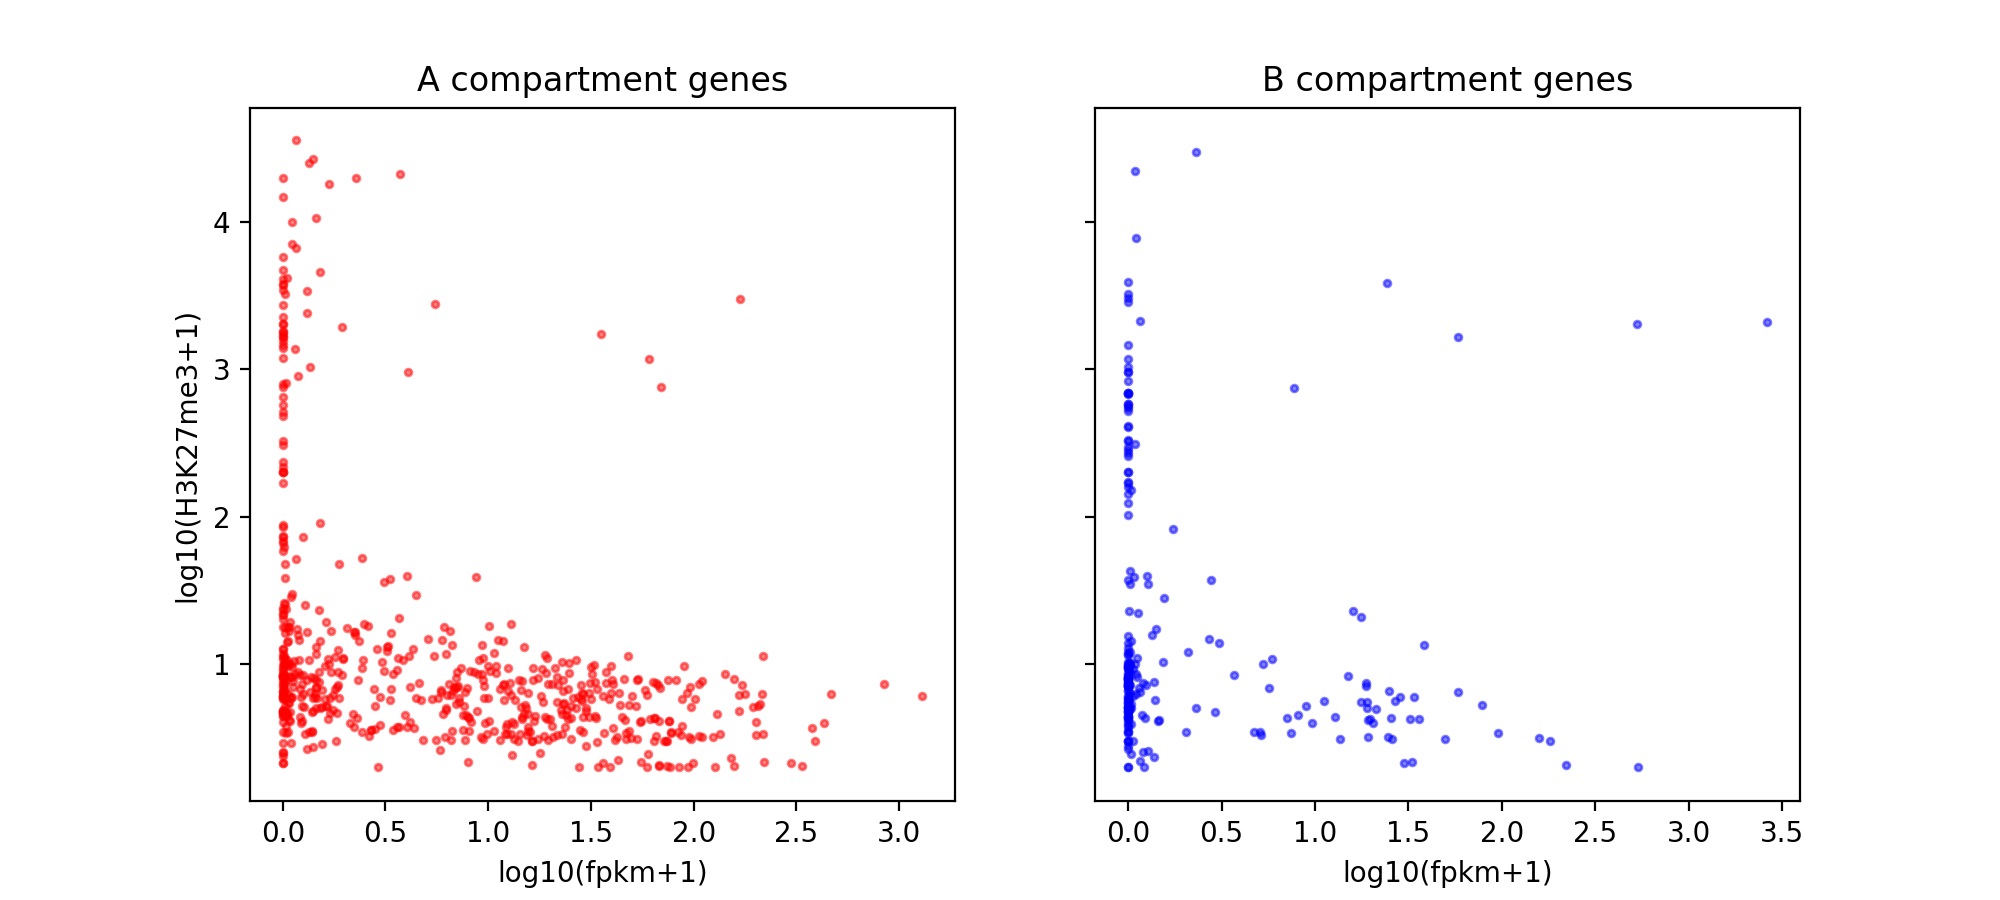 A compartment genes
B compartment genes
log10(H3K27me3+1)
4
3
2
1
0.0 0.5 1.0 1.5 2.0 2.5 3.0
0.0 0.5 1.0 1.5 2.0 2.5 3.0 3.5
log10(fpkm+1)
log10(fpkm+1)